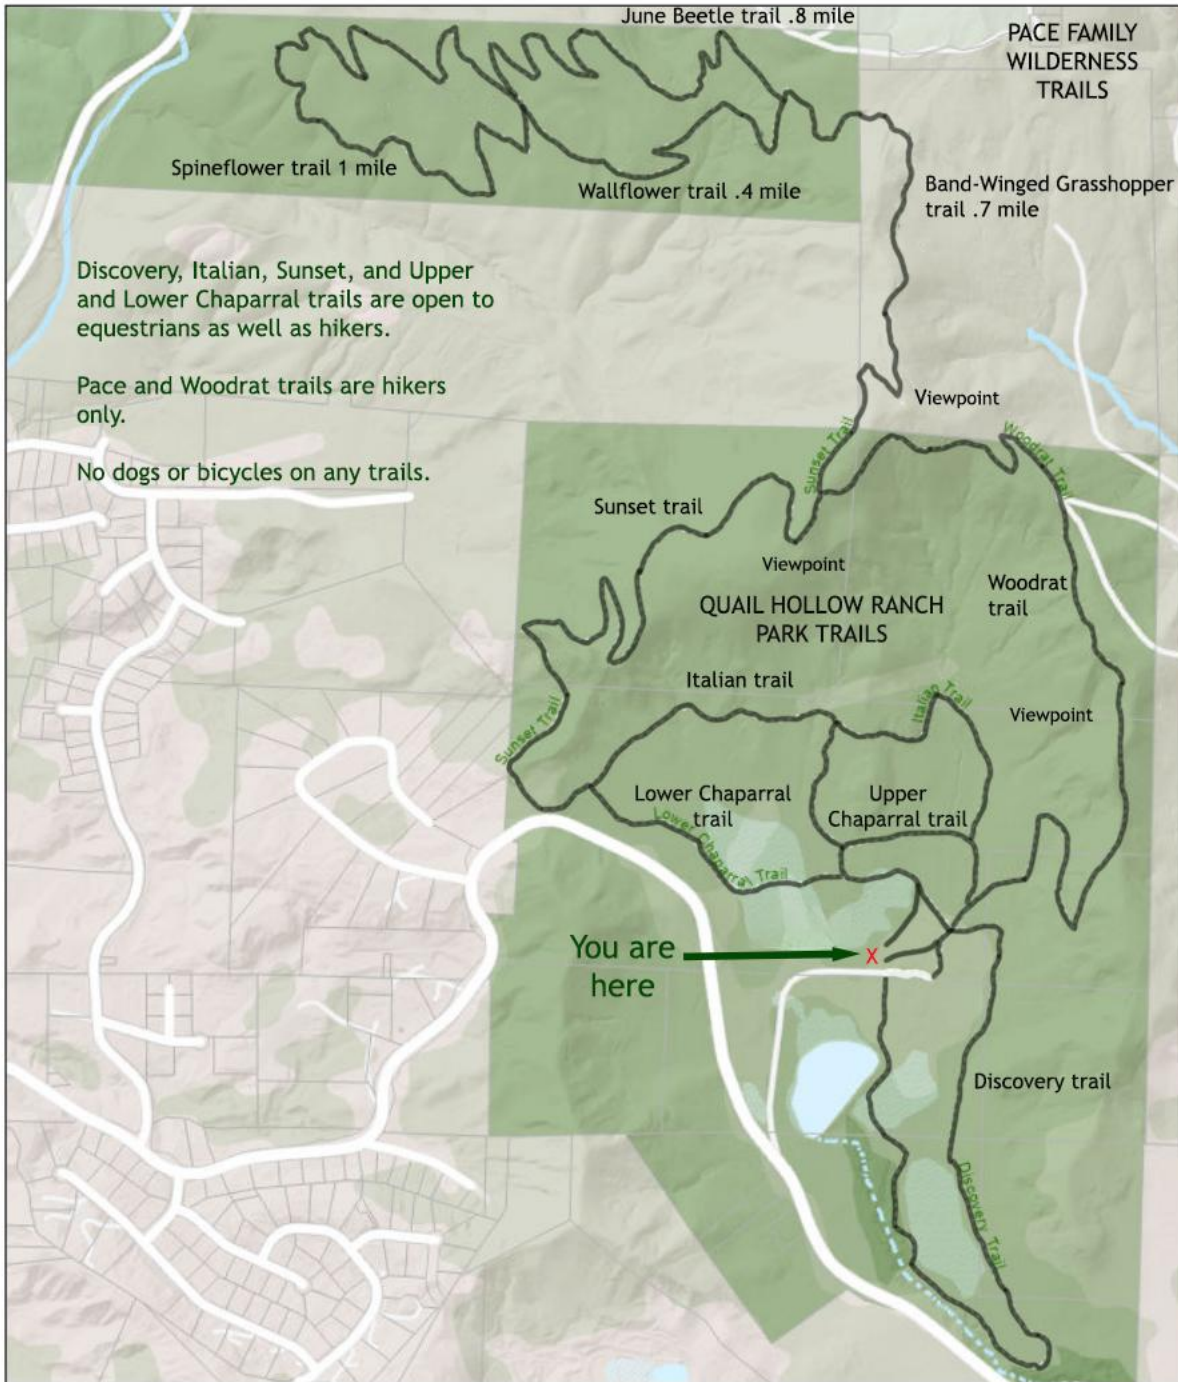 June Beetle trail .8 mile
PACE FAMILY
WILDERNESS
TRAILS
Spineflower trail 1 mile
Wallflower trail .4 mile
Band-Winged Grasshopper
trail .7 mile
Discovery, Italian, Sunset, and Upper
and Lower Chaparral trails are open to
equestrians as well as hikers.
Pace and Woodrat trails are hikers
only.
No dogs or bicycles on any trails.
Viewpoint
Sunset Trail
Woodrat Trail
Sunset trail
Viewpoint
Woodrat
trail
QUAIL HOLLOW RANCH
PARK TRAILS
Italian trail
Italian Trail
Sunset Trail
Viewpoint
Lower Chaparral
trail
Upper
Chaparral trail
Lower Chaparral Trail
You are
here
X
Discovery trail
Discovery Trail